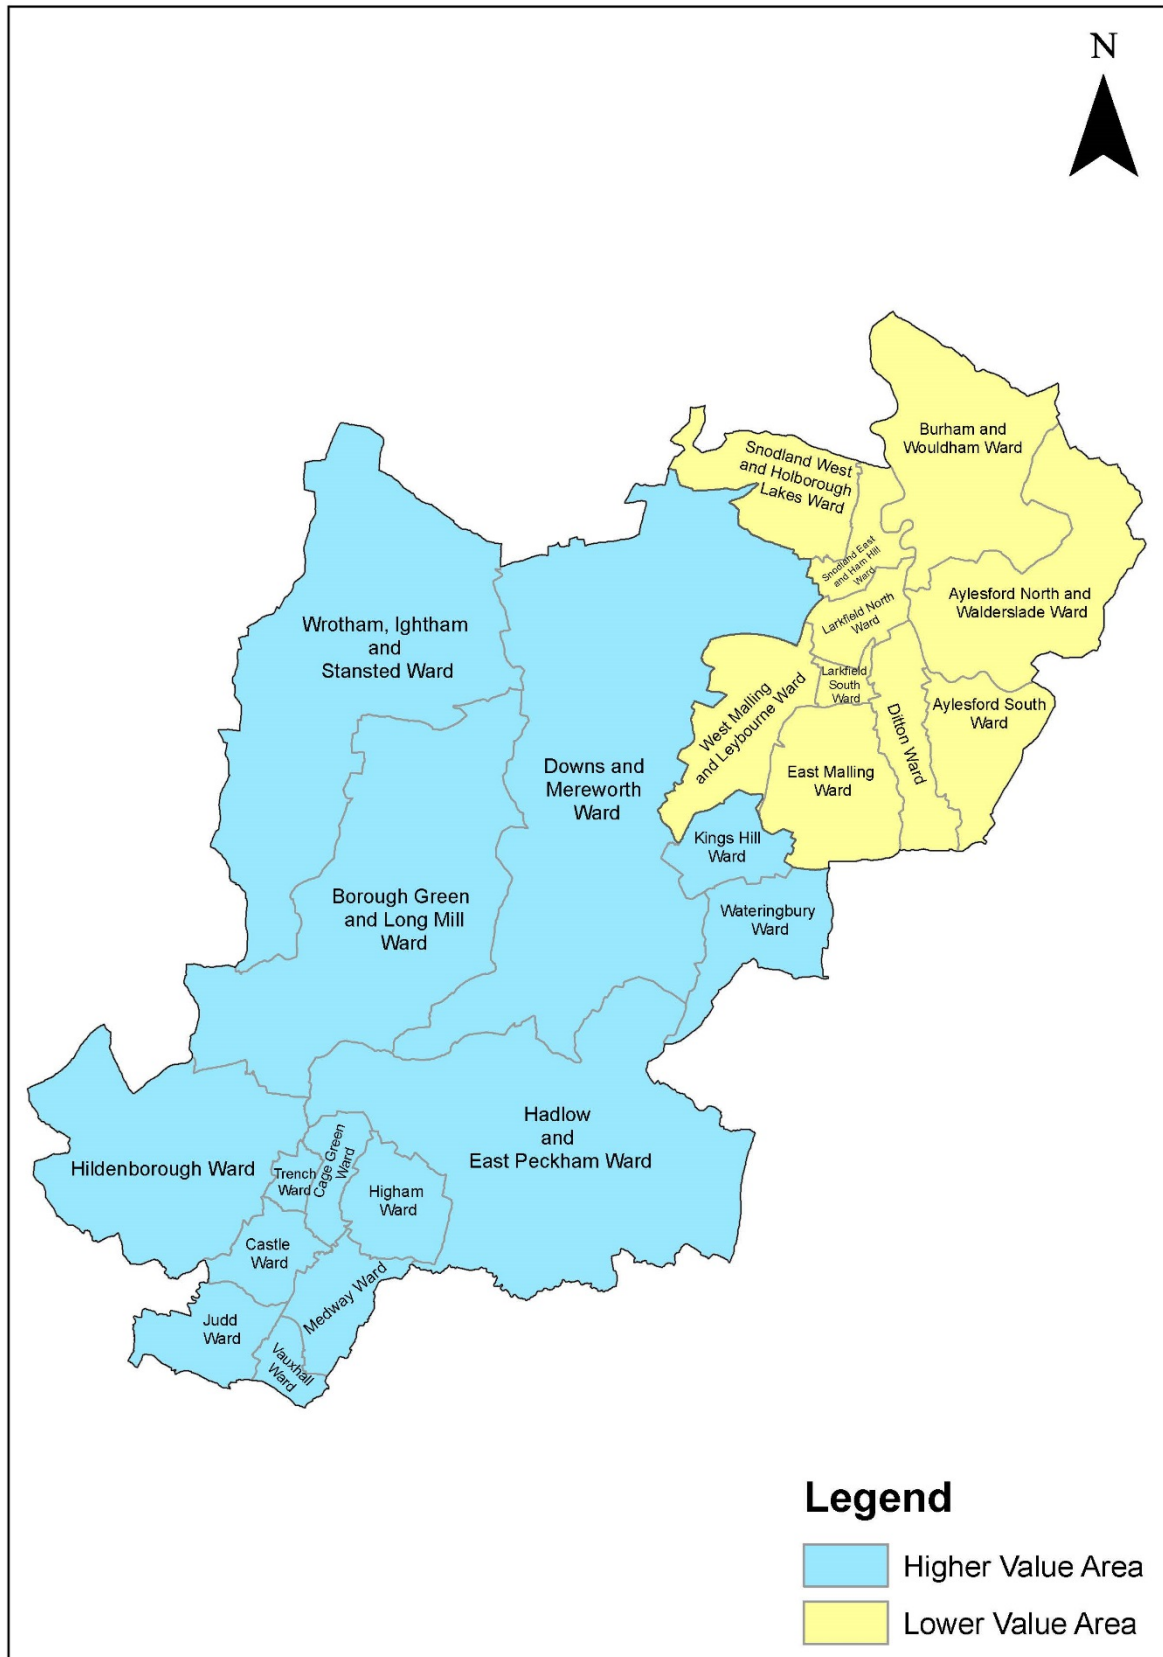 N
Burham and
Wouldham Ward
Snodland West
and Holborough
Lakes Ward
Snodland East
and Ham Hill
Ward
Aylesford North and
Walderslade Ward
Larkfield North
Ward
Wrotham, Ightham
and
Stansted Ward
Larkfield
South
Ward
West Malling
and Leybourne Ward
Ditton Ward
Aylesford South
Ward
Downs and
Mereworth
Ward
East Malling
Ward
Kings Hill
Ward
Borough Green
and Long Mill
Ward
Wateringbury
Ward
Hadlow
and
East Peckham Ward
Hildenborough Ward
Trench
Ward
Cage Green
Ward
Higham
Ward
Castle
Ward
Medway Ward
Judd
Ward
Vauxhall
Ward
Legend
Higher Value Area
Lower Value Area